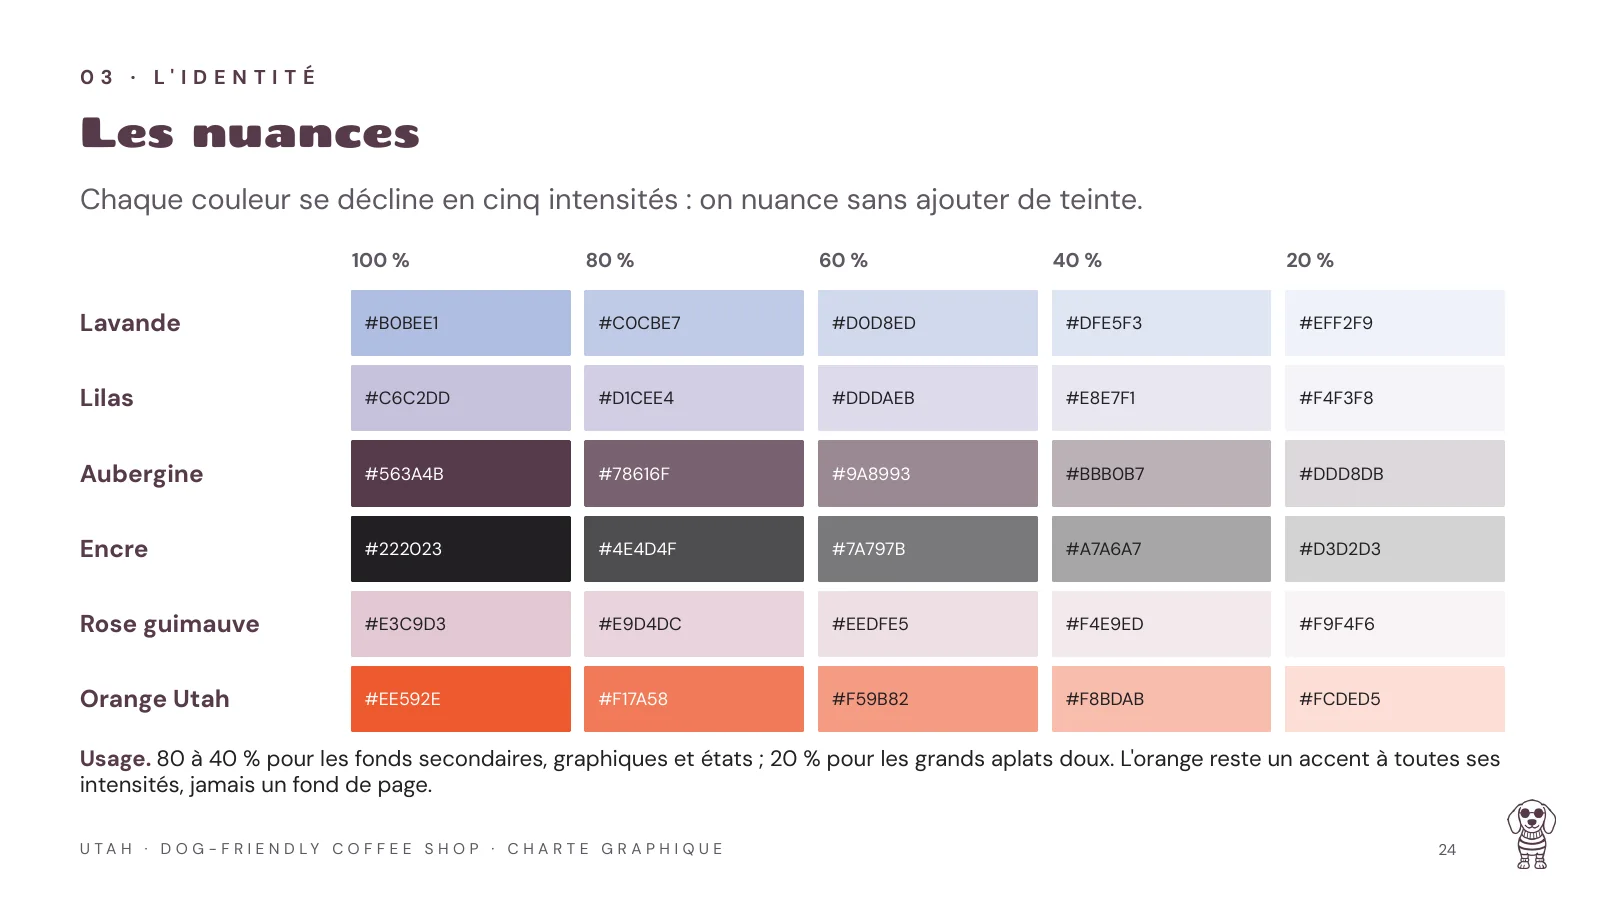 03 · L'IDENTITÉ
Les nuances
Chaque couleur se décline en cinq intensités : on nuance sans ajouter de teinte.
100 % 80 % 60 % 40 % 20 %
Lavande #B0BEE1 #C0CBE7 #D0D8ED #DFE5F3 #EFF2F9
Lilas #C6C2DD #D1CEE4 #DDDAEB #E8E7F1 #F4F3F8
Aubergine #563A4B #78616F #9A8993 #BBB0B7 #DDD8DB
Encre #222023 #4E4D4F #7A797B #A7A6A7 #D3D2D3
Rose guimauve #E3C9D3 #E9D4DC #EEDFE5 #F4E9ED #F9F4F6
Orange Utah #EE592E #F17A58 #F59B82 #F8BDAB #FCDED5
Usage. 80 à 40 % pour les fonds secondaires, graphiques et états ; 20 % pour les grands aplats doux. L'orange reste un accent à toutes ses
intensités, jamais un fond de page.
UTAH · DOG-FRIENDLY COFFEE SHOP · CHARTE GRAPHIQUE 24